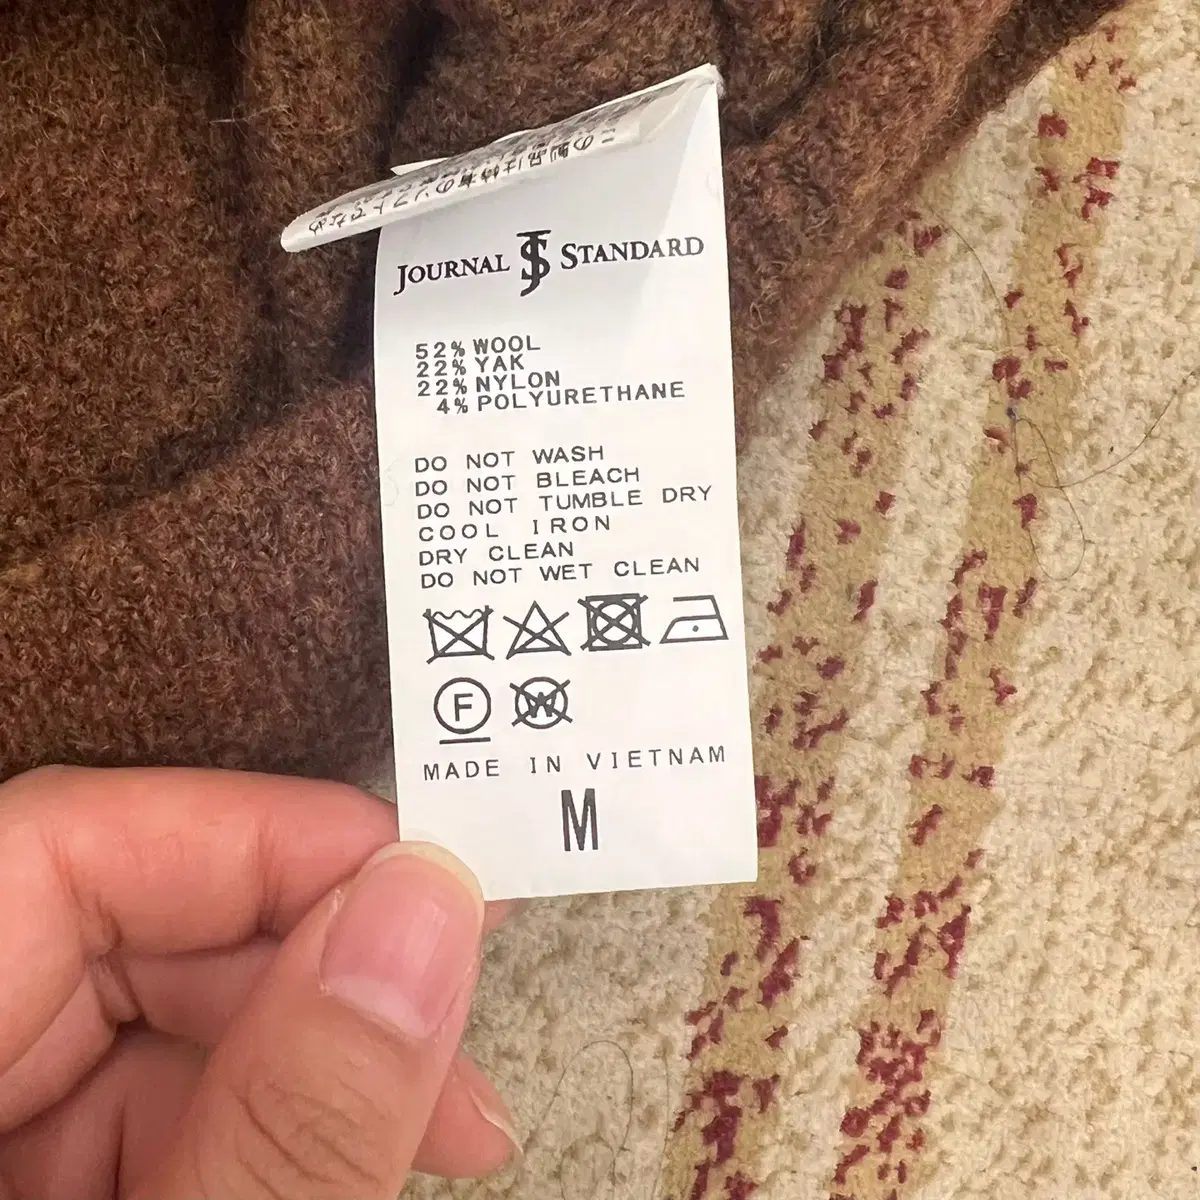 JOURNAL JS STANDARD
52% WOOL
22% YAK
22% NYLON
4% POLYURETHANE
DO NOT WASH
DO NOT BLEACH
DO NOT TUMBLE DRY
COOL IRON
DRY CLEAN
DO NOT WET CLEAN
F W
MADE IN VIETNAM
M